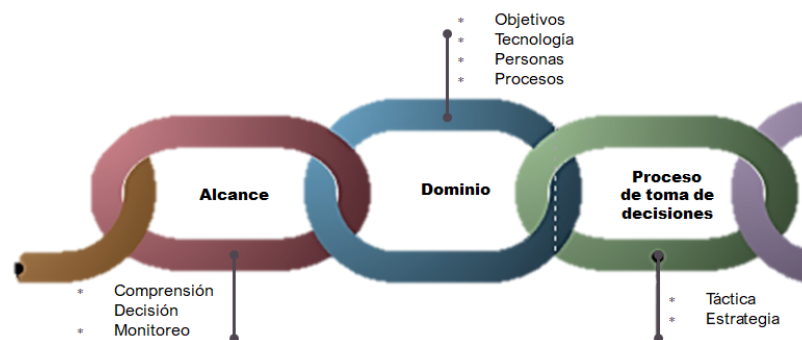 * Objetivos
* Tecnología
* Personas
* Procesos
Alcance
Dominio
Proceso
de toma de
decisiones
* Comprensión
Decisión
* Monitoreo
* Táctica
* Estrategia